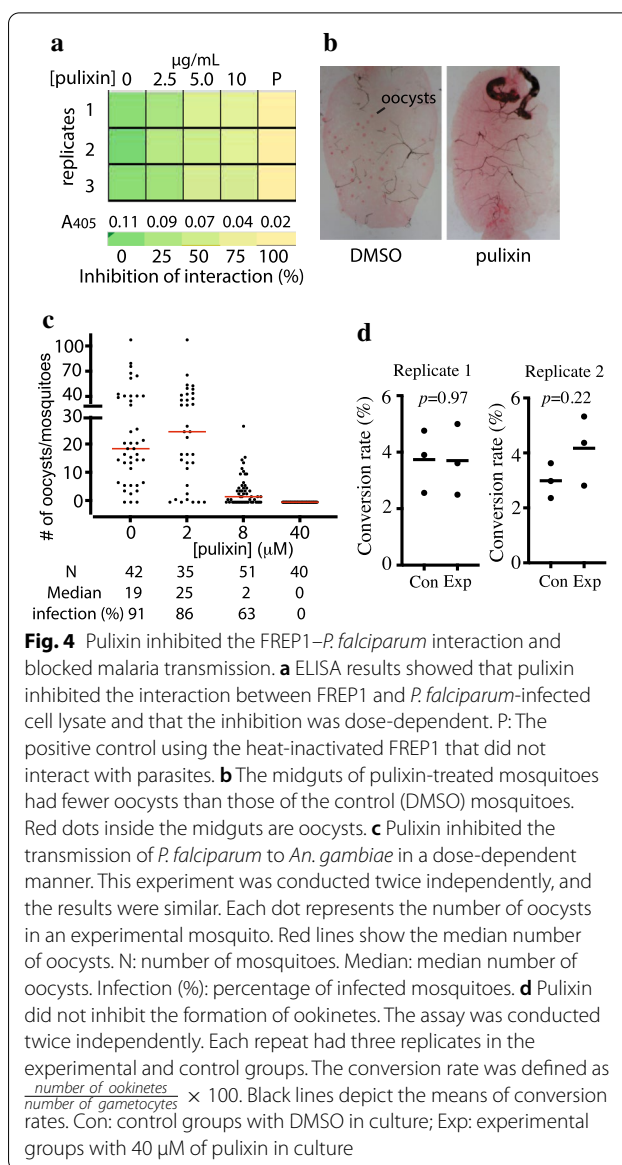 a
µg/mL
[pulixin] 0 2.5 5.0 10 P
replicates
1
2
3
A405 0.11 0.09 0.07 0.04 0.02
0 25 50 75 100
Inhibition of interaction (%)
b
oocysts
DMSO pulixin
c
# of oocysts/mosquitoes
100
70
40
30
20
10
0
0 2 8 40
[pulixin] (µM)
N 42 35 51 40
Median 19 25 2 0
infection (%) 91 86 63 0
d
Replicate 1
p=0.97
Conversion rate (%)
6
4
2
0
Con Exp
Replicate 2
p=0.22
Conversion rate (%)
6
4
2
0
Con Exp
Fig. 4 Pulixin inhibited the FREP1–P. falciparum interaction and
blocked malaria transmission. a ELISA results showed that pulixin
inhibited the interaction between FREP1 and P. falciparum-infected
cell lysate and that the inhibition was dose-dependent. P: The
positive control using the heat-inactivated FREP1 that did not
interact with parasites. b The midguts of pulixin-treated mosquitoes
had fewer oocysts than those of the control (DMSO) mosquitoes.
Red dots inside the midguts are oocysts. c Pulixin inhibited the
transmission of P. falciparum to An. gambiae in a dose-dependent
manner. This experiment was conducted twice independently, and
the results were similar. Each dot represents the number of oocysts
in an experimental mosquito. Red lines show the median number
of oocysts. N: number of mosquitoes. Median: median number of
oocysts. Infection (%): percentage of infected mosquitoes. d Pulixin
did not inhibit the formation of ookinetes. The assay was conducted
twice independently. Each repeat had three replicates in the
experimental and control groups. The conversion rate was defined as
number of ookinetes / number of gametocytes × 100. Black lines depict the means of conversion
rates. Con: control groups with DMSO in culture; Exp: experimental
groups with 40 µM of pulixin in culture